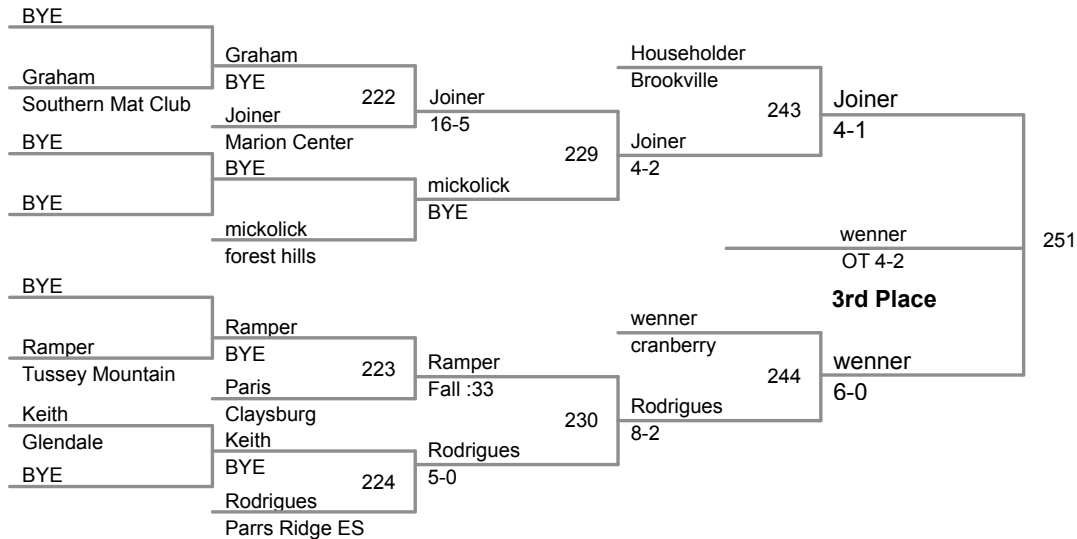 BYE
Householder
Graham
Graham
BYE
Brookville
Southern Mat Club
222
Joiner
243
Joiner
Joiner
16-5
4-1
BYE
Marion Center
Joiner
BYE
229
4-2
mickolick
BYE
BYE
mickolick
forest hills
wenner
251
OT 4-2
BYE
3rd Place
Ramper
wenner
Ramper
BYE
cranberry
Tussey Mountain
223
Ramper
wenner
Paris
Fall :33
244
6-0
Keith
Claysburg
Rodrigues
Glendale
Keith
230
8-2
BYE
BYE
Rodrigues
224
5-0
Rodrigues
Parrs Ridge ES